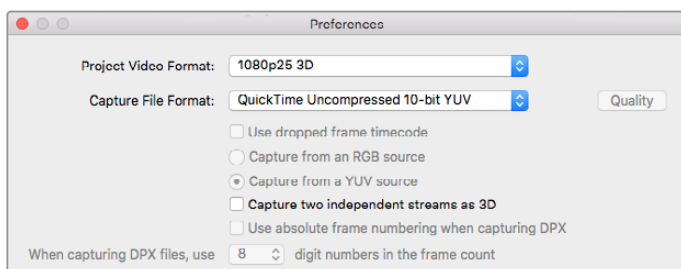 Preferences
Project Video Format: 1080p25 3D
Capture File Format: QuickTime Uncompressed 10-bit YUV Quality
Use dropped frame timecode
Capture from an RGB source
Capture from a YUV source
Capture two independent streams as 3D
Use absolute frame numbering when capturing DPX
When capturing DPX files, use 8 digit numbers in the frame count